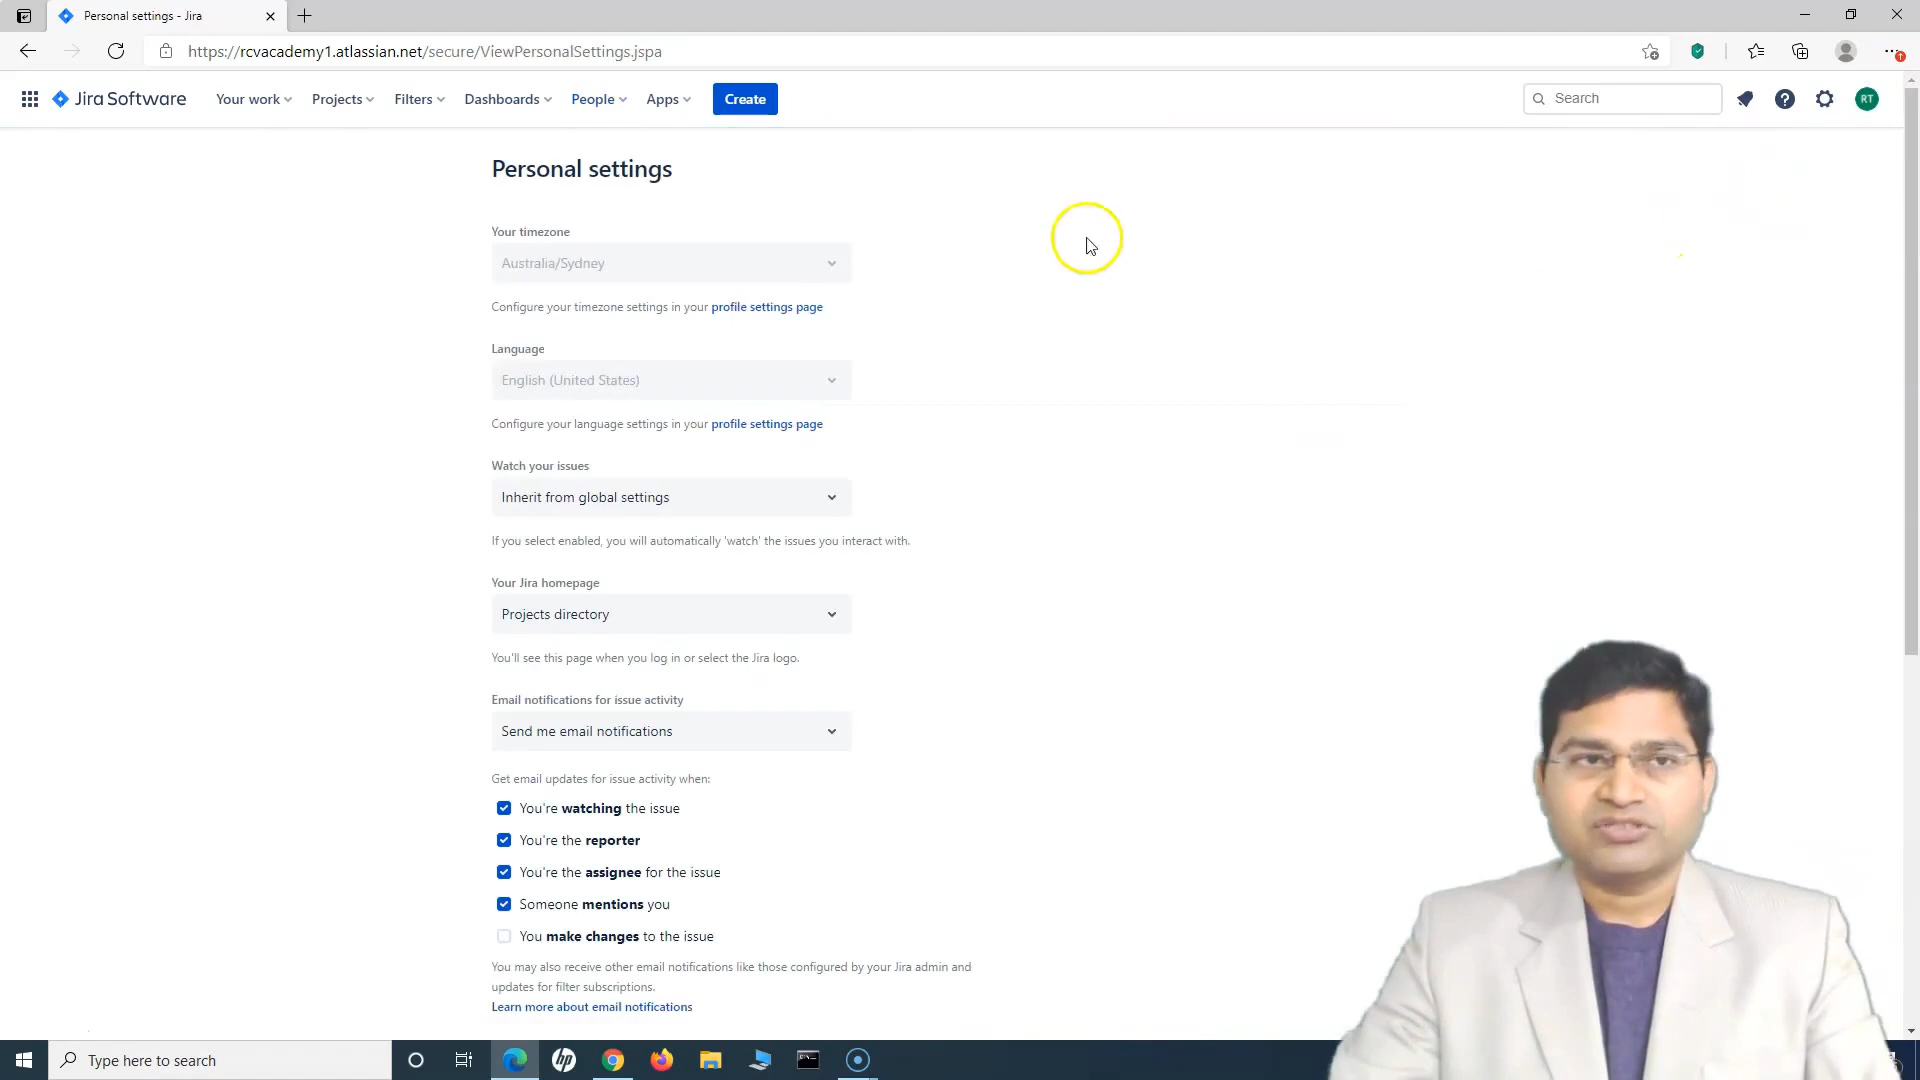 Personal settings - Jira
https://rcvacademy1.atlassian.net/secure/ViewPersonalSettings.jspa
Jira Software Your work Projects Filters Dashboards People Apps Create Search RT
Personal settings
Your timezone
Australia/Sydney
Configure your timezone settings in your profile settings page
Language
English (United States)
Configure your language settings in your profile settings page
Watch your issues
Inherit from global settings
If you select enabled, you will automatically 'watch' the issues you interact with.
Your Jira homepage
Projects directory
You'll see this page when you log in or select the Jira logo.
Email notifications for issue activity
Send me email notifications
Get email updates for issue activity when:
You're watching the issue
You're the reporter
You're the assignee for the issue
Someone mentions you
You make changes to the issue
You may also receive other email notifications like those configured by your Jira admin and
updates for filter subscriptions.
Learn more about email notifications
Type here to search
hp